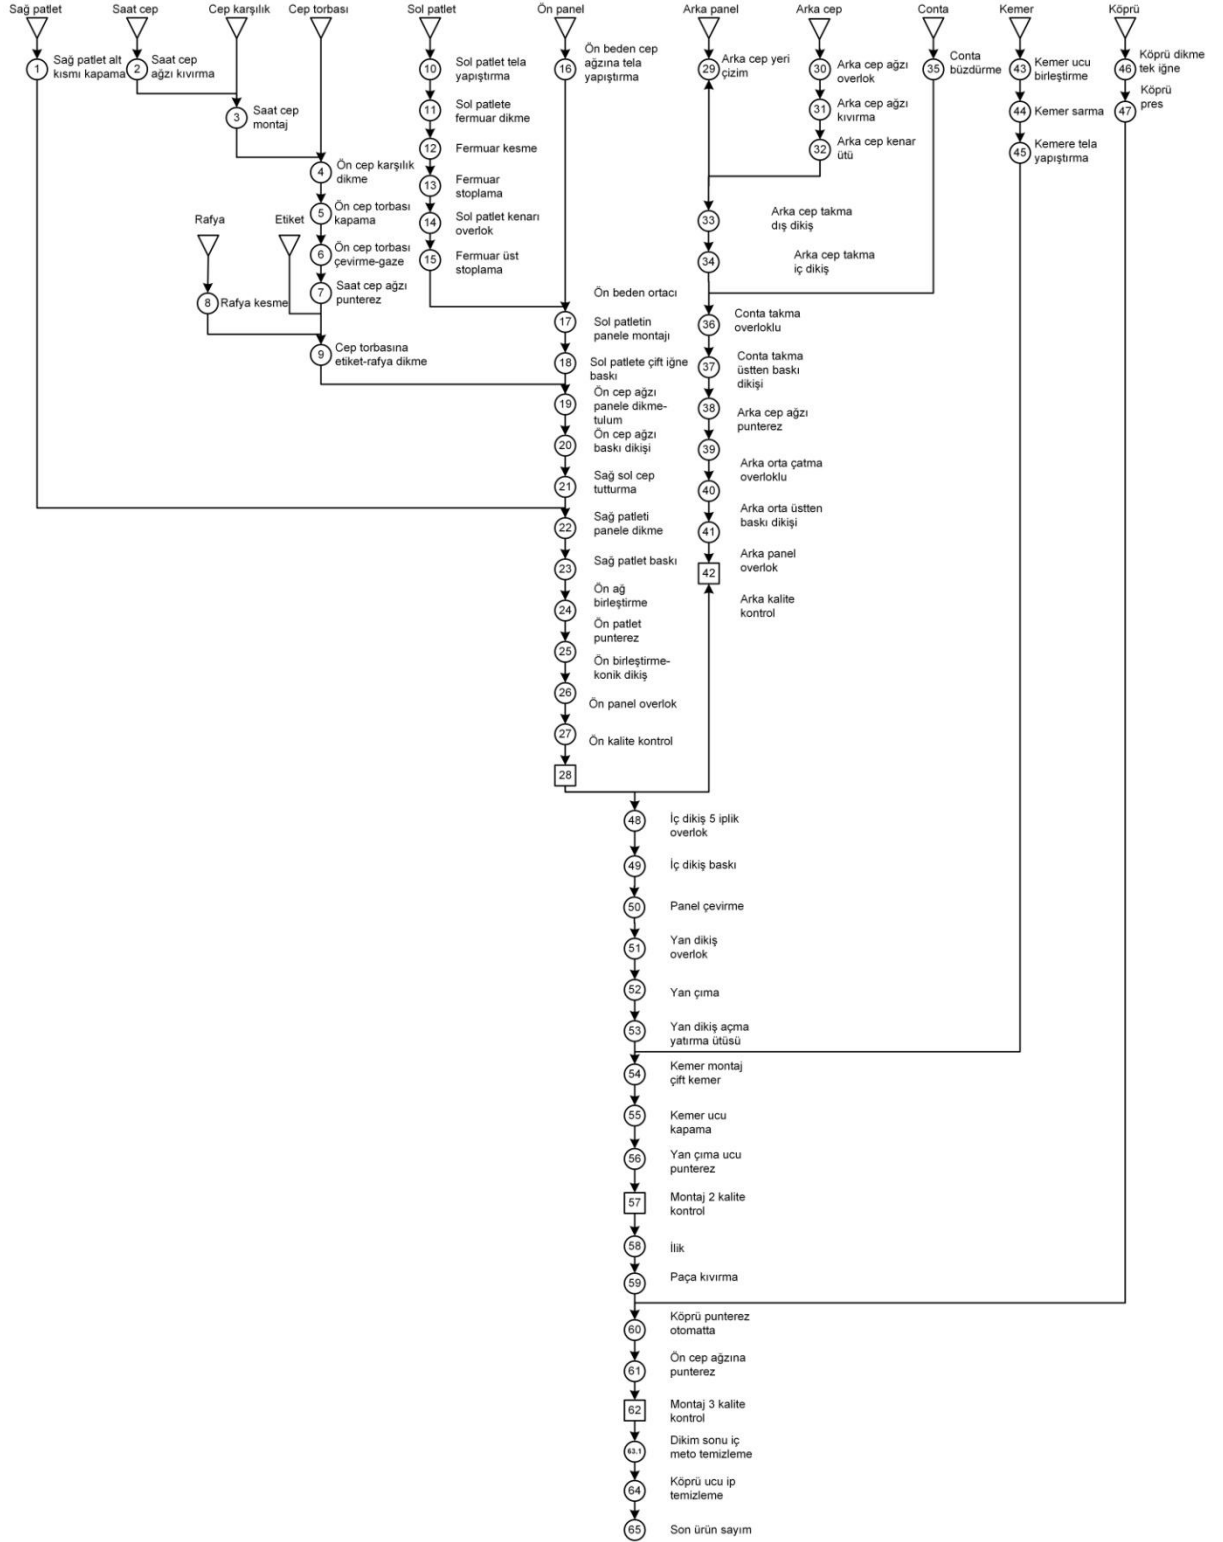 Sağ patlet
Saat cep
Cep karşılık
Cep torbası
Sol patlet
Ön panel
Arka panel
Arka cep
Conta
Kemer
Köprü
1
Sağ patlet alt
kısmı kapama
2
Saat cep
ağzı kıvırma
3
Saat cep
montaj
4
Ön cep karşılık
dikme
5
Ön cep torbası
kapama
6
Ön cep torbası
çevirme-gaze
7
Saat cep ağzı
punterez
Rafya
Etiket
8
Rafya kesme
9
Cep torbasına
etiket-rafya dikme
10
Sol patlet tela
yapıştırma
11
Sol patlete
fermuar dikme
12
Fermuar kesme
13
Fermuar
stoplama
14
Sol patlet kenarı
overlok
15
Fermuar üst
stoplama
16
Ön beden cep
ağzına tela
yapıştırma
Ön beden ortacı
17
Sol patletin
panele montajı
18
Sol patlete çift iğne
baskı
19
Ön cep ağzı
panele dikme-
tulum
20
Ön cep ağzı
baskı dikişi
21
Sağ sol cep
tutturma
22
Sağ patleti
panele dikme
23
Sağ patlet baskı
24
Ön ağ
birleştirme
25
Ön patlet
punterez
26
Ön birleştirme-
konik dikiş
27
Ön panel overlok
28
Ön kalite kontrol
29
Arka cep yeri
çizim
30
Arka cep ağzı
overlok
31
Arka cep ağzı
kıvırma
32
Arka cep kenar
ütü
33
Arka cep takma
dış dikiş
34
Arka cep takma
iç dikiş
35
Conta
büzdürme
36
Conta takma
overloklu
37
Conta takma
üstten baskı
dikişi
38
Arka cep ağzı
punterez
39
Arka orta çatma
overloklu
40
Arka orta üstten
baskı dikişi
41
Arka panel
overlok
42
Arka kalite
kontrol
43
Kemer ucu
birleştirme
44
Kemer sarma
45
Kemere tela
yapıştırma
46
Köprü dikme
tek iğne
47
Köprü
pres
48
İç dikiş 5 iplik
overlok
49
İç dikiş baskı
50
Panel çevirme
51
Yan dikiş
overlok
52
Yan çıma
53
Yan dikiş açma
yatırma ütüsü
54
Kemer montaj
çift kemer
55
Kemer ucu
kapama
56
Yan çıma ucu
punterez
57
Montaj 2 kalite
kontrol
58
İlik
59
Paça kıvırma
60
Köprü punterez
otomatta
61
Ön cep ağzına
punterez
62
Montaj 3 kalite
kontrol
63.1
Dikim sonu iç
meto temizleme
64
Köprü ucu ip
temizleme
65
Son ürün sayım